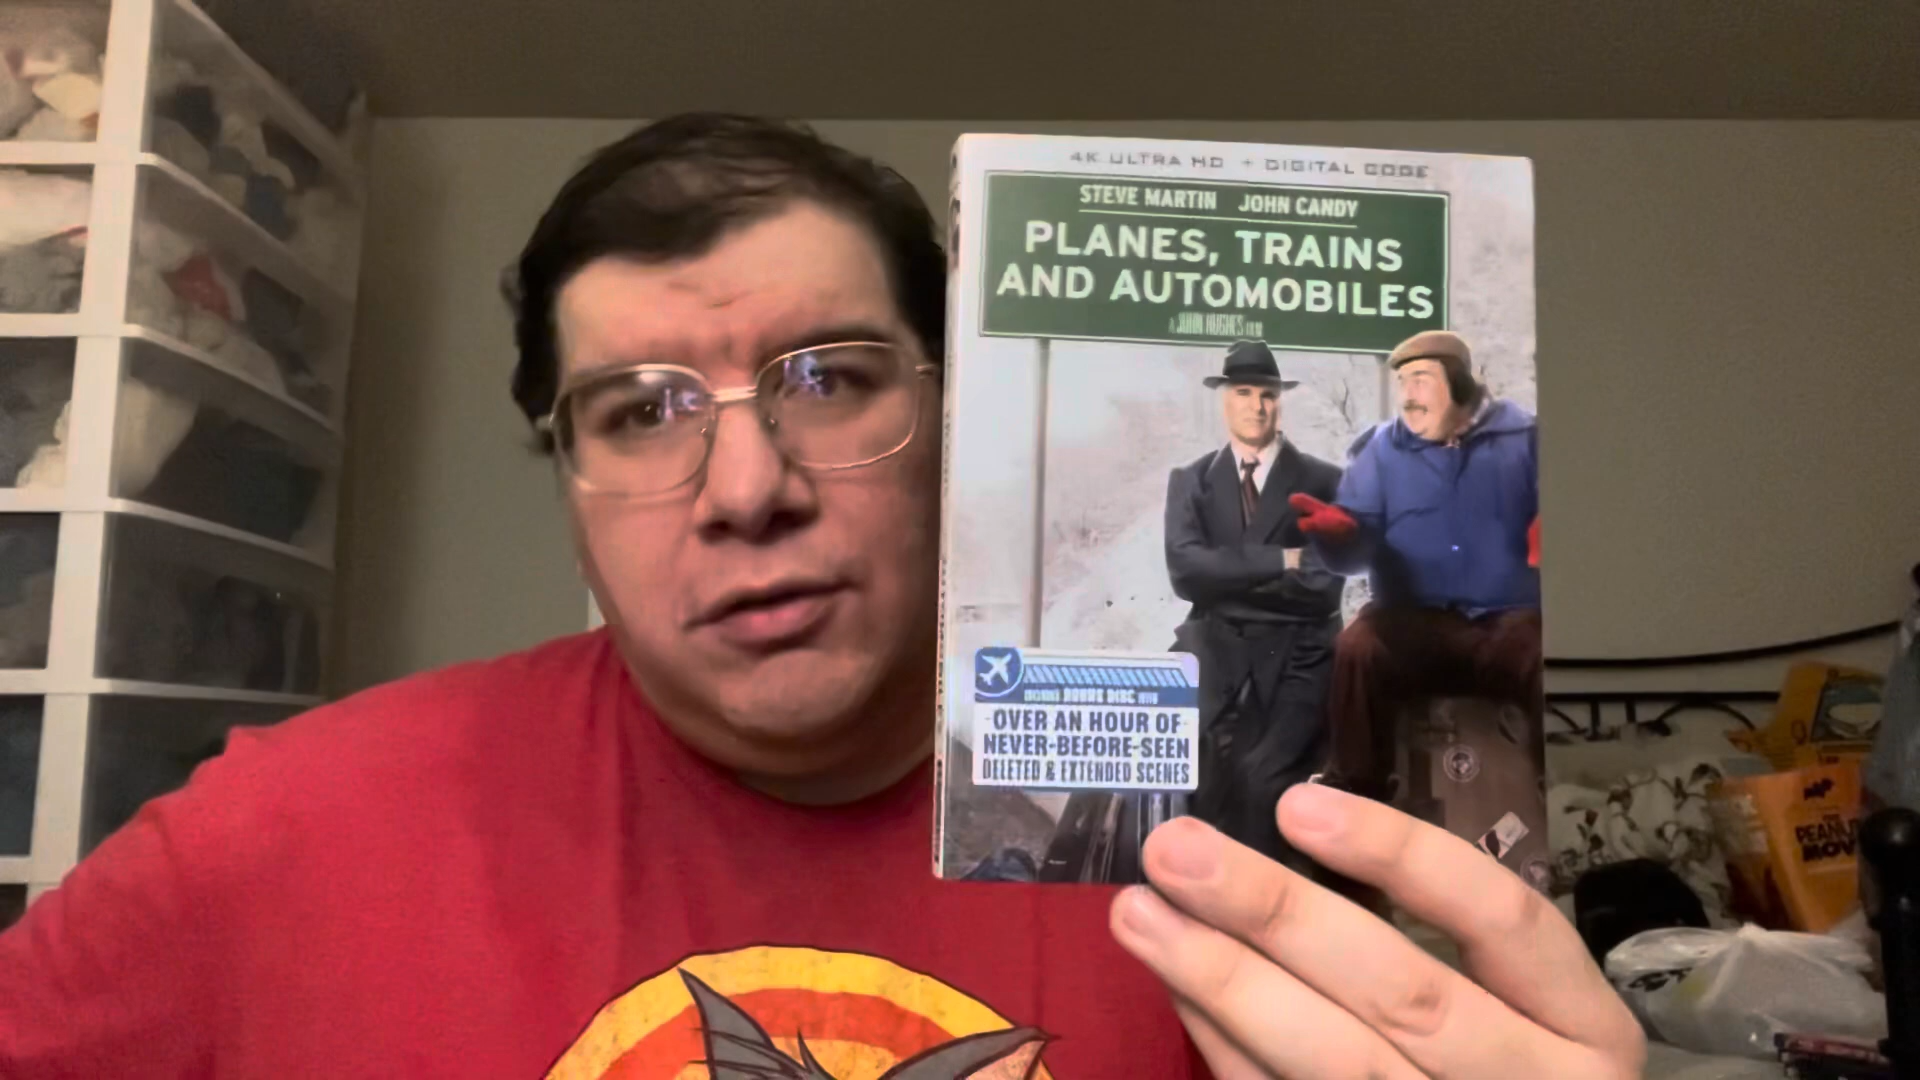 4K ULTRA HD + DIGITAL CODE
STEVE MARTIN JOHN CANDY
PLANES, TRAINS
AND AUTOMOBILES
A JOHN HUGHES FILM
BONUS DISC
OVER AN HOUR OF
NEVER-BEFORE-SEEN
DELETED & EXTENDED SCENES
PEANUTS
MOV